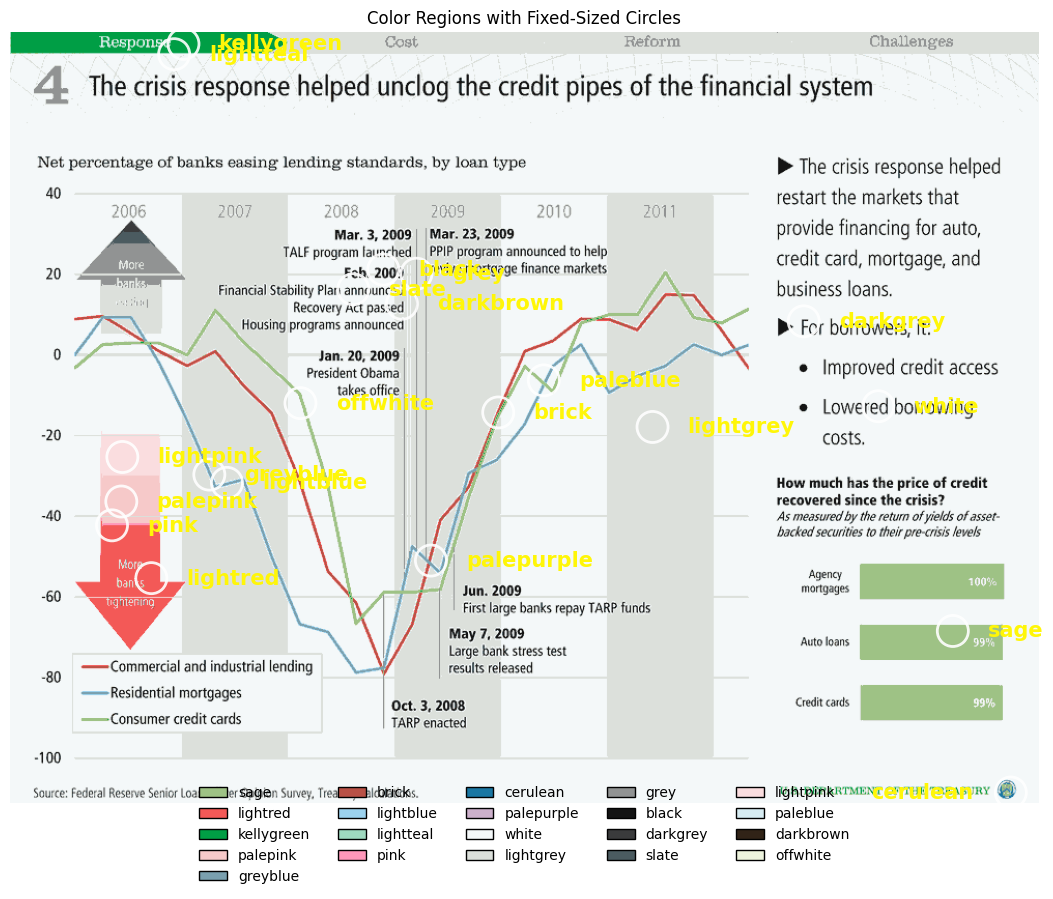 Color Regions with Fixed-Sized Circles
Response Cost Reform Challenges
kellygreen
lightteal
4 The crisis response helped unclog the credit pipes of the financial system
Net percentage of banks easing lending standards, by loan type
40
20
0
-20
-40
-60
-80
-100
2006 2007 2008 2009 2010 2011
More
banks
easing
More
banks
tightening
Mar. 3, 2009
TALF program launched
Mar. 23, 2009
PPIP program announced to help
mortgage finance markets
Feb. 2009
Financial Stability Plan announced
Recovery Act passed
Housing programs announced
Jan. 20, 2009
President Obama
takes office
black
grey
slate
darkbrown
offwhite
paleblue
brick
lightgrey
lightpink
greyblue
lightblue
palepink
pink
lightred
palepurple
Jun. 2009
First large banks repay TARP funds
May 7, 2009
Large bank stress test
results released
Oct. 3, 2008
TARP enacted
Commercial and industrial lending
Residential mortgages
Consumer credit cards
▶ The crisis response helped
restart the markets that
provide financing for auto,
credit card, mortgage, and
business loans.
▶ For borrowers, it:
darkgrey
• Improved credit access
• Lowered borrowing
costs.
white
How much has the price of credit
recovered since the crisis?
As measured by the return of yields of asset-
backed securities to their pre-crisis levels
Agency
mortgages
100%
Auto loans 99%
sage
Credit cards 99%
Source: Federal Reserve Senior Loan Officer Opinion Survey, Treasury calculations.
U.S. DEPARTMENT OF THE TREASURY
cerulean
sage brick cerulean grey lightpink
lightred lightblue palepurple black paleblue
kellygreen lightteal white darkgrey darkbrown
palepink pink lightgrey slate offwhite
greyblue